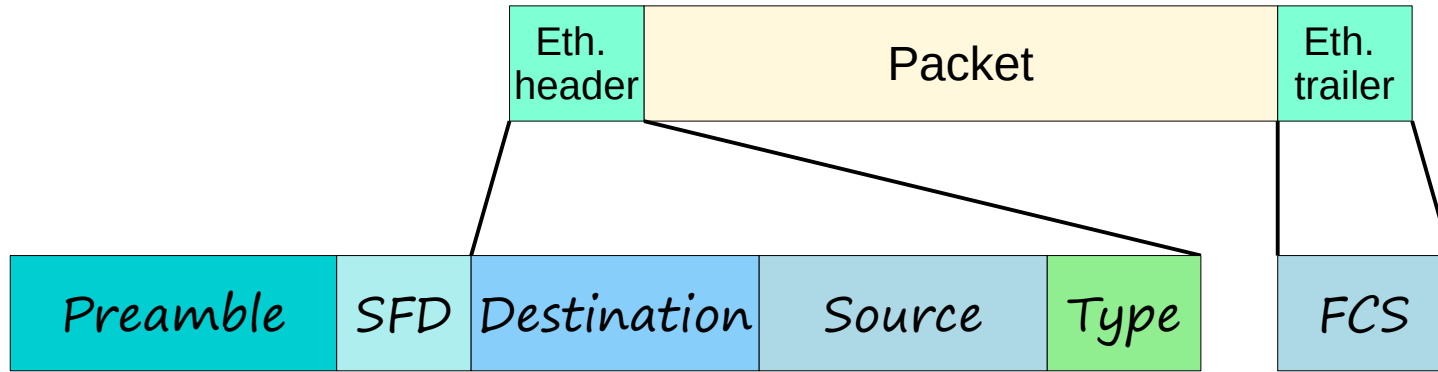 Eth.
header
Packet
Eth.
trailer
Preamble
SFD
Destination
Source
Type
FCS